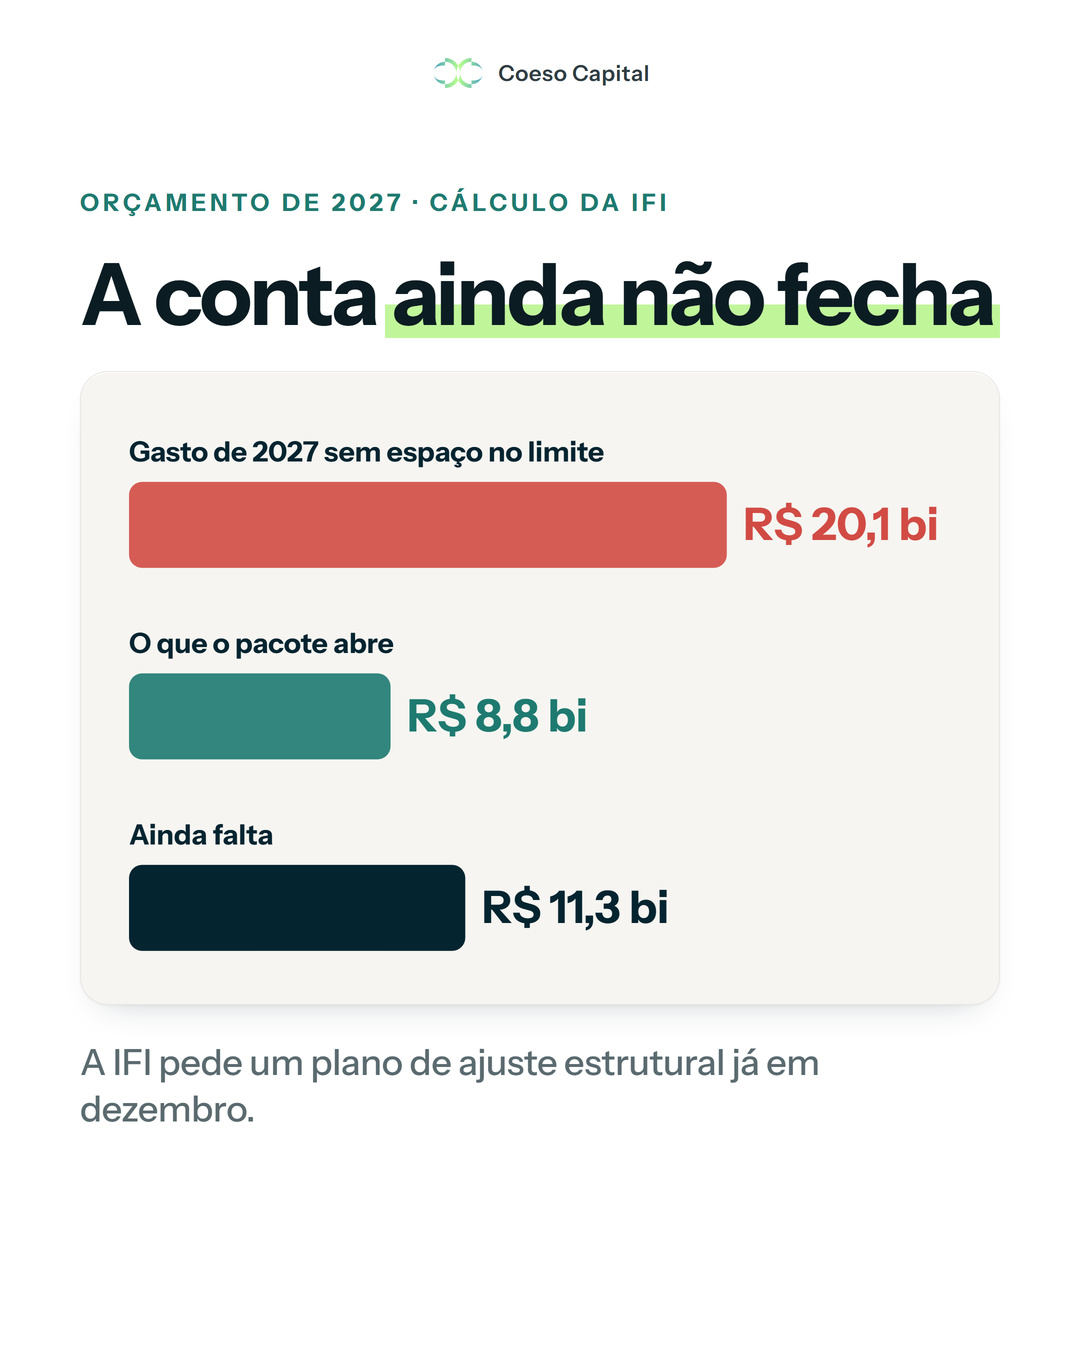 Coeso Capital
ORÇAMENTO DE 2027 · CÁLCULO DA IFI
A conta ainda não fecha
Gasto de 2027 sem espaço no limite
R$ 20,1 bi
O que o pacote abre
R$ 8,8 bi
Ainda falta
R$ 11,3 bi
A IFI pede um plano de ajuste estrutural já em
dezembro.